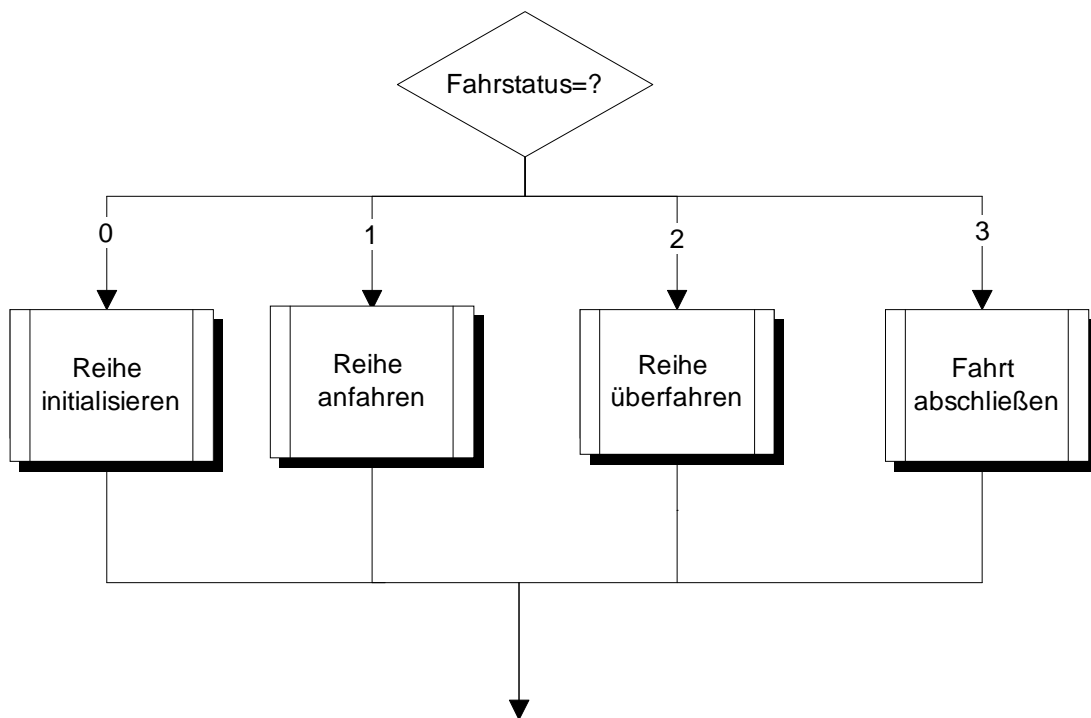 Fahrstatus=?
0
1
2
3
Reihe
initialisieren
Reihe
anfahren
Reihe
überfahren
Fahrt
abschließen